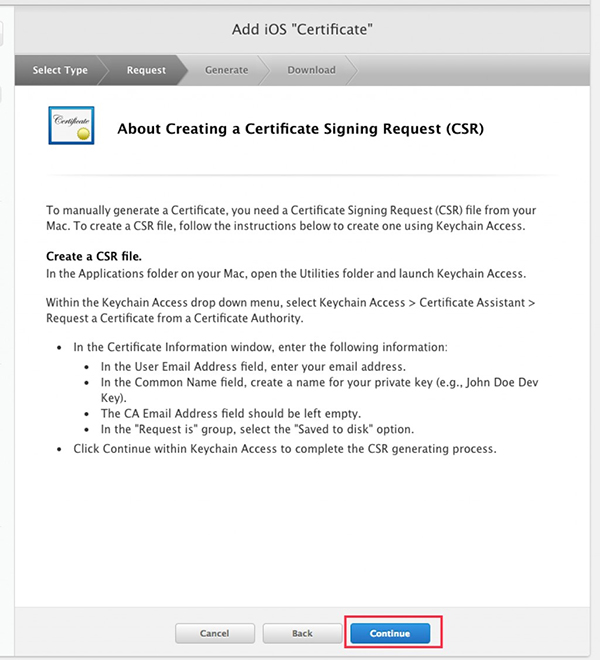 Add iOS "Certificate"
Select Type
Request
Generate
Download
Certificate
About Creating a Certificate Signing Request (CSR)
To manually generate a Certificate, you need a Certificate Signing Request (CSR) file from your
Mac. To create a CSR file, follow the instructions below to create one using Keychain Access.
Create a CSR file.
In the Applications folder on your Mac, open the Utilities folder and launch Keychain Access.
Within the Keychain Access drop down menu, select Keychain Access > Certificate Assistant >
Request a Certificate from a Certificate Authority.
• In the Certificate Information window, enter the following information:
• In the User Email Address field, enter your email address.
• In the Common Name field, create a name for your private key (e.g., John Doe Dev
Key).
• The CA Email Address field should be left empty.
• In the "Request is" group, select the "Saved to disk" option.
• Click Continue within Keychain Access to complete the CSR generating process.
Cancel
Back
Continue